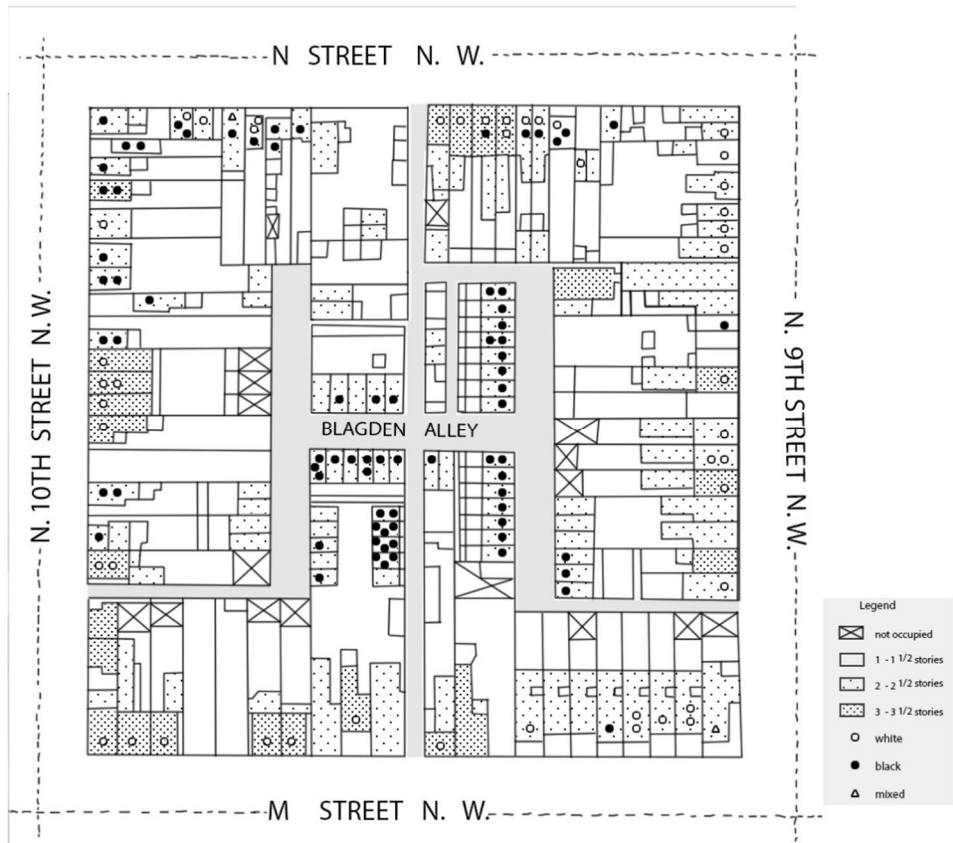 N STREET N. W.
N. 10TH STREET N. W.
N. 9TH STREET N.W.
BLAGDEN ALLEY
M STREET N. W.
Legend
not occupied
1 - 1 1/2 stories
2 - 2 1/2 stories
3 - 3 1/2 stories
white
black
mixed